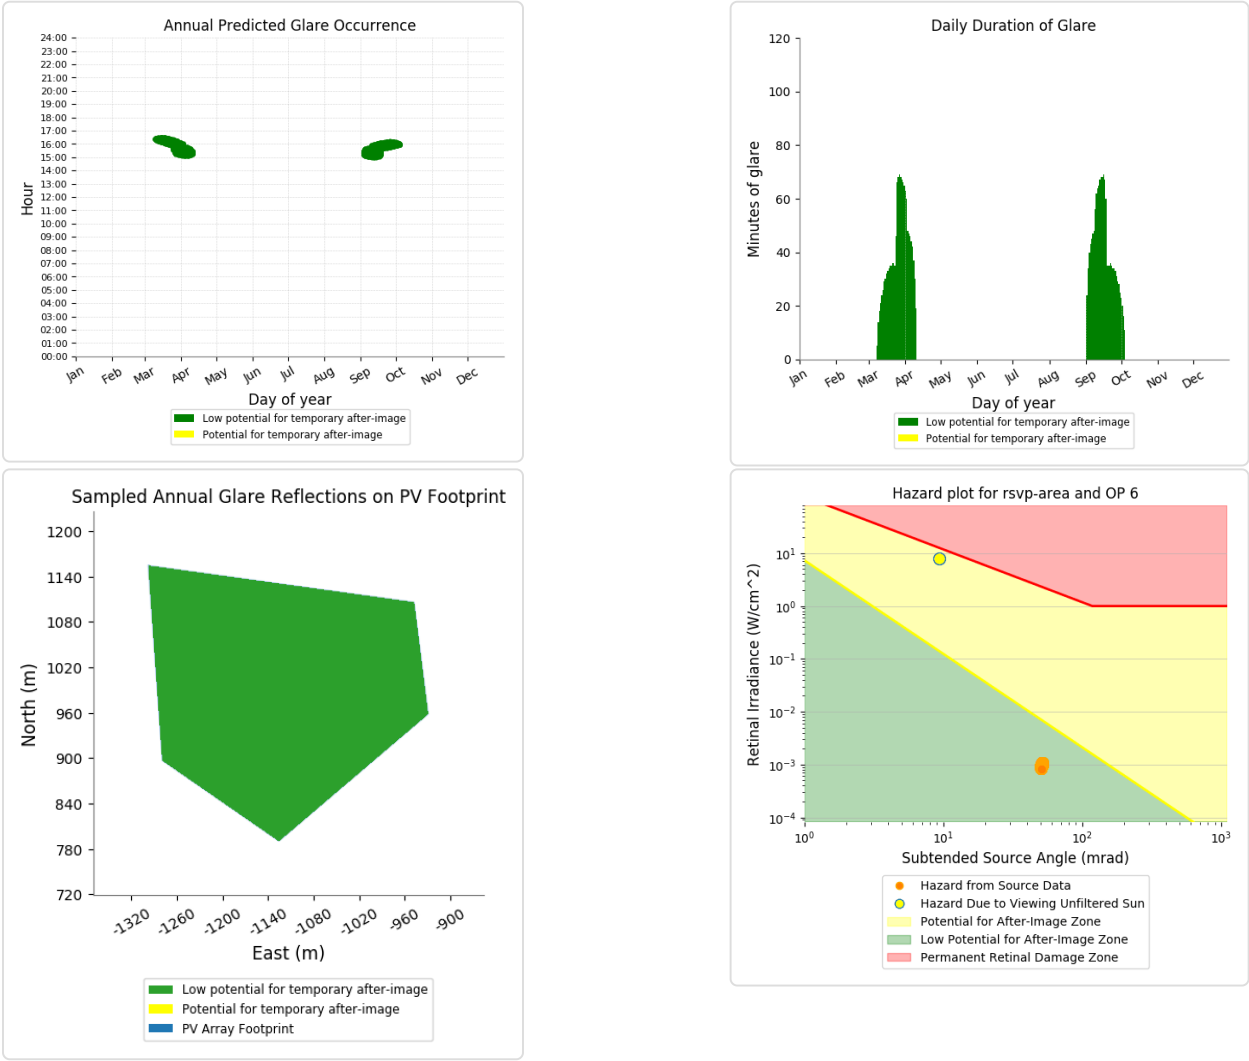 Annual Predicted Glare Occurrence
24:00
23:00
22:00
21:00
20:00
19:00
18:00
17:00
16:00
15:00
14:00
13:00
12:00
11:00
10:00
09:00
08:00
07:00
06:00
05:00
04:00
03:00
02:00
01:00
00:00
Hour
Jan Feb Mar Apr May Jun Jul Aug Sep Oct Nov Dec
Day of year
Low potential for temporary after-image
Potential for temporary after-image
Daily Duration of Glare
120
100
80
60
40
20
0
Minutes of glare
Jan Feb Mar Apr May Jun Jul Aug Sep Oct Nov Dec
Day of year
Low potential for temporary after-image
Potential for temporary after-image
Sampled Annual Glare Reflections on PV Footprint
1200
1140
1080
1020
960
900
840
780
720
North (m)
-1320 -1260 -1200 -1140 -1080 -1020 -960 -900
East (m)
Low potential for temporary after-image
Potential for temporary after-image
PV Array Footprint
Hazard plot for rsvp-area and OP 6
10^1
10^0
10^-1
10^-2
10^-3
10^-4
Retinal Irradiance (W/cm^2)
10^0 10^1 10^2 10^3
Subtended Source Angle (mrad)
Hazard from Source Data
Hazard Due to Viewing Unfiltered Sun
Potential for After-Image Zone
Low Potential for After-Image Zone
Permanent Retinal Damage Zone